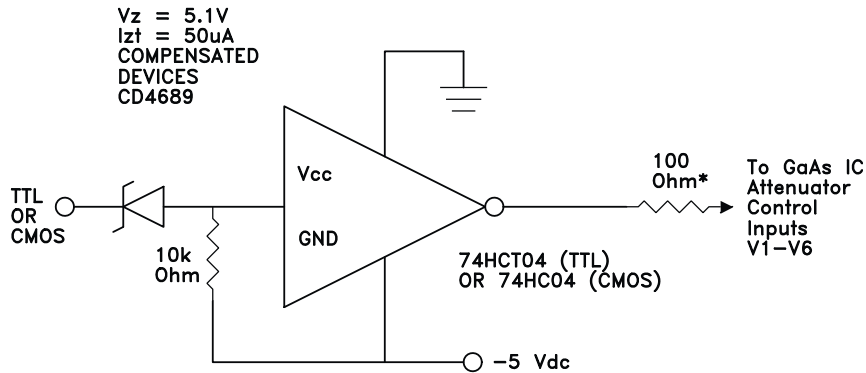 Vz = 5.1V
Izt = 50uA
COMPENSATED
DEVICES
CD4689
Vcc
GND
TTL
OR
CMOS
10k
Ohm
100
Ohm*
To GaAs IC
Attenuator
Control
Inputs
V1-V6
74HCT04 (TTL)
OR 74HC04 (CMOS)
-5 Vdc